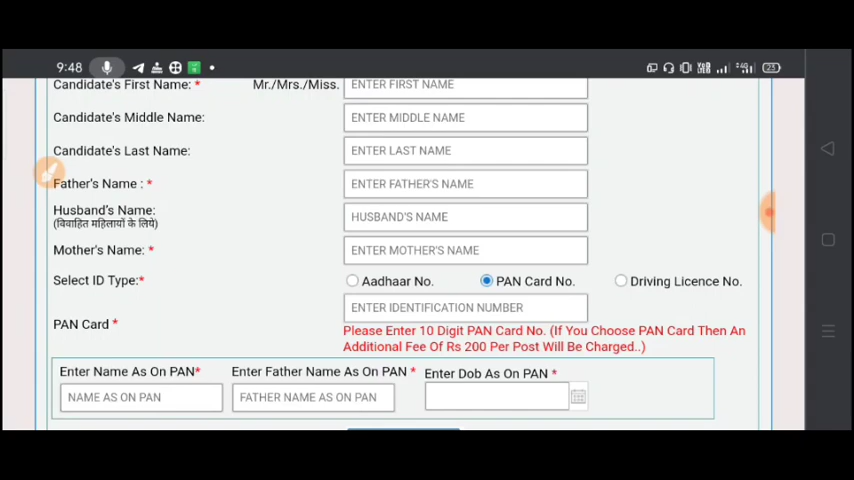 9:48
Candidate's First Name: * Mr./Mrs./Miss. ENTER FIRST NAME
Candidate's Middle Name: ENTER MIDDLE NAME
Candidate's Last Name: ENTER LAST NAME
Father's Name : * ENTER FATHER'S NAME
Husband's Name: HUSBAND'S NAME
(विवाहित महिलायों के लिये)
Mother's Name: * ENTER MOTHER'S NAME
Select ID Type:* Aadhaar No. PAN Card No. Driving Licence No.
ENTER IDENTIFICATION NUMBER
PAN Card *
Please Enter 10 Digit PAN Card No. (If You Choose PAN Card Then An
Additional Fee Of Rs 200 Per Post Will Be Charged..)
Enter Name As On PAN* Enter Father Name As On PAN * Enter Dob As On PAN *
NAME AS ON PAN FATHER NAME AS ON PAN